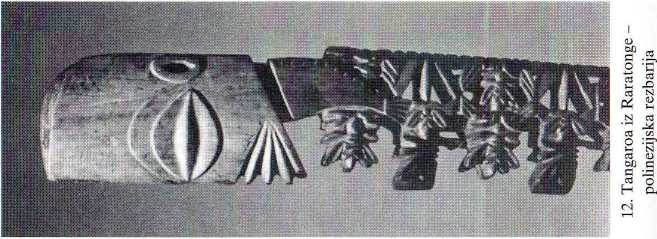 12. Tangaroa iz Raratonge –
polinezijska rezbarija